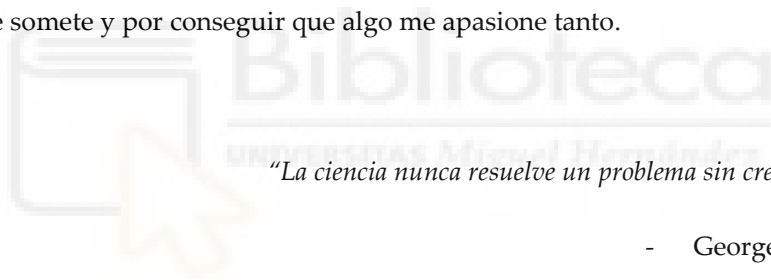 e somete y por conseguir que algo me apasione tanto.
Biblioteca
UNIVERSITAS Miguel Hernández
“La ciencia nunca resuelve un problema sin cre
- George